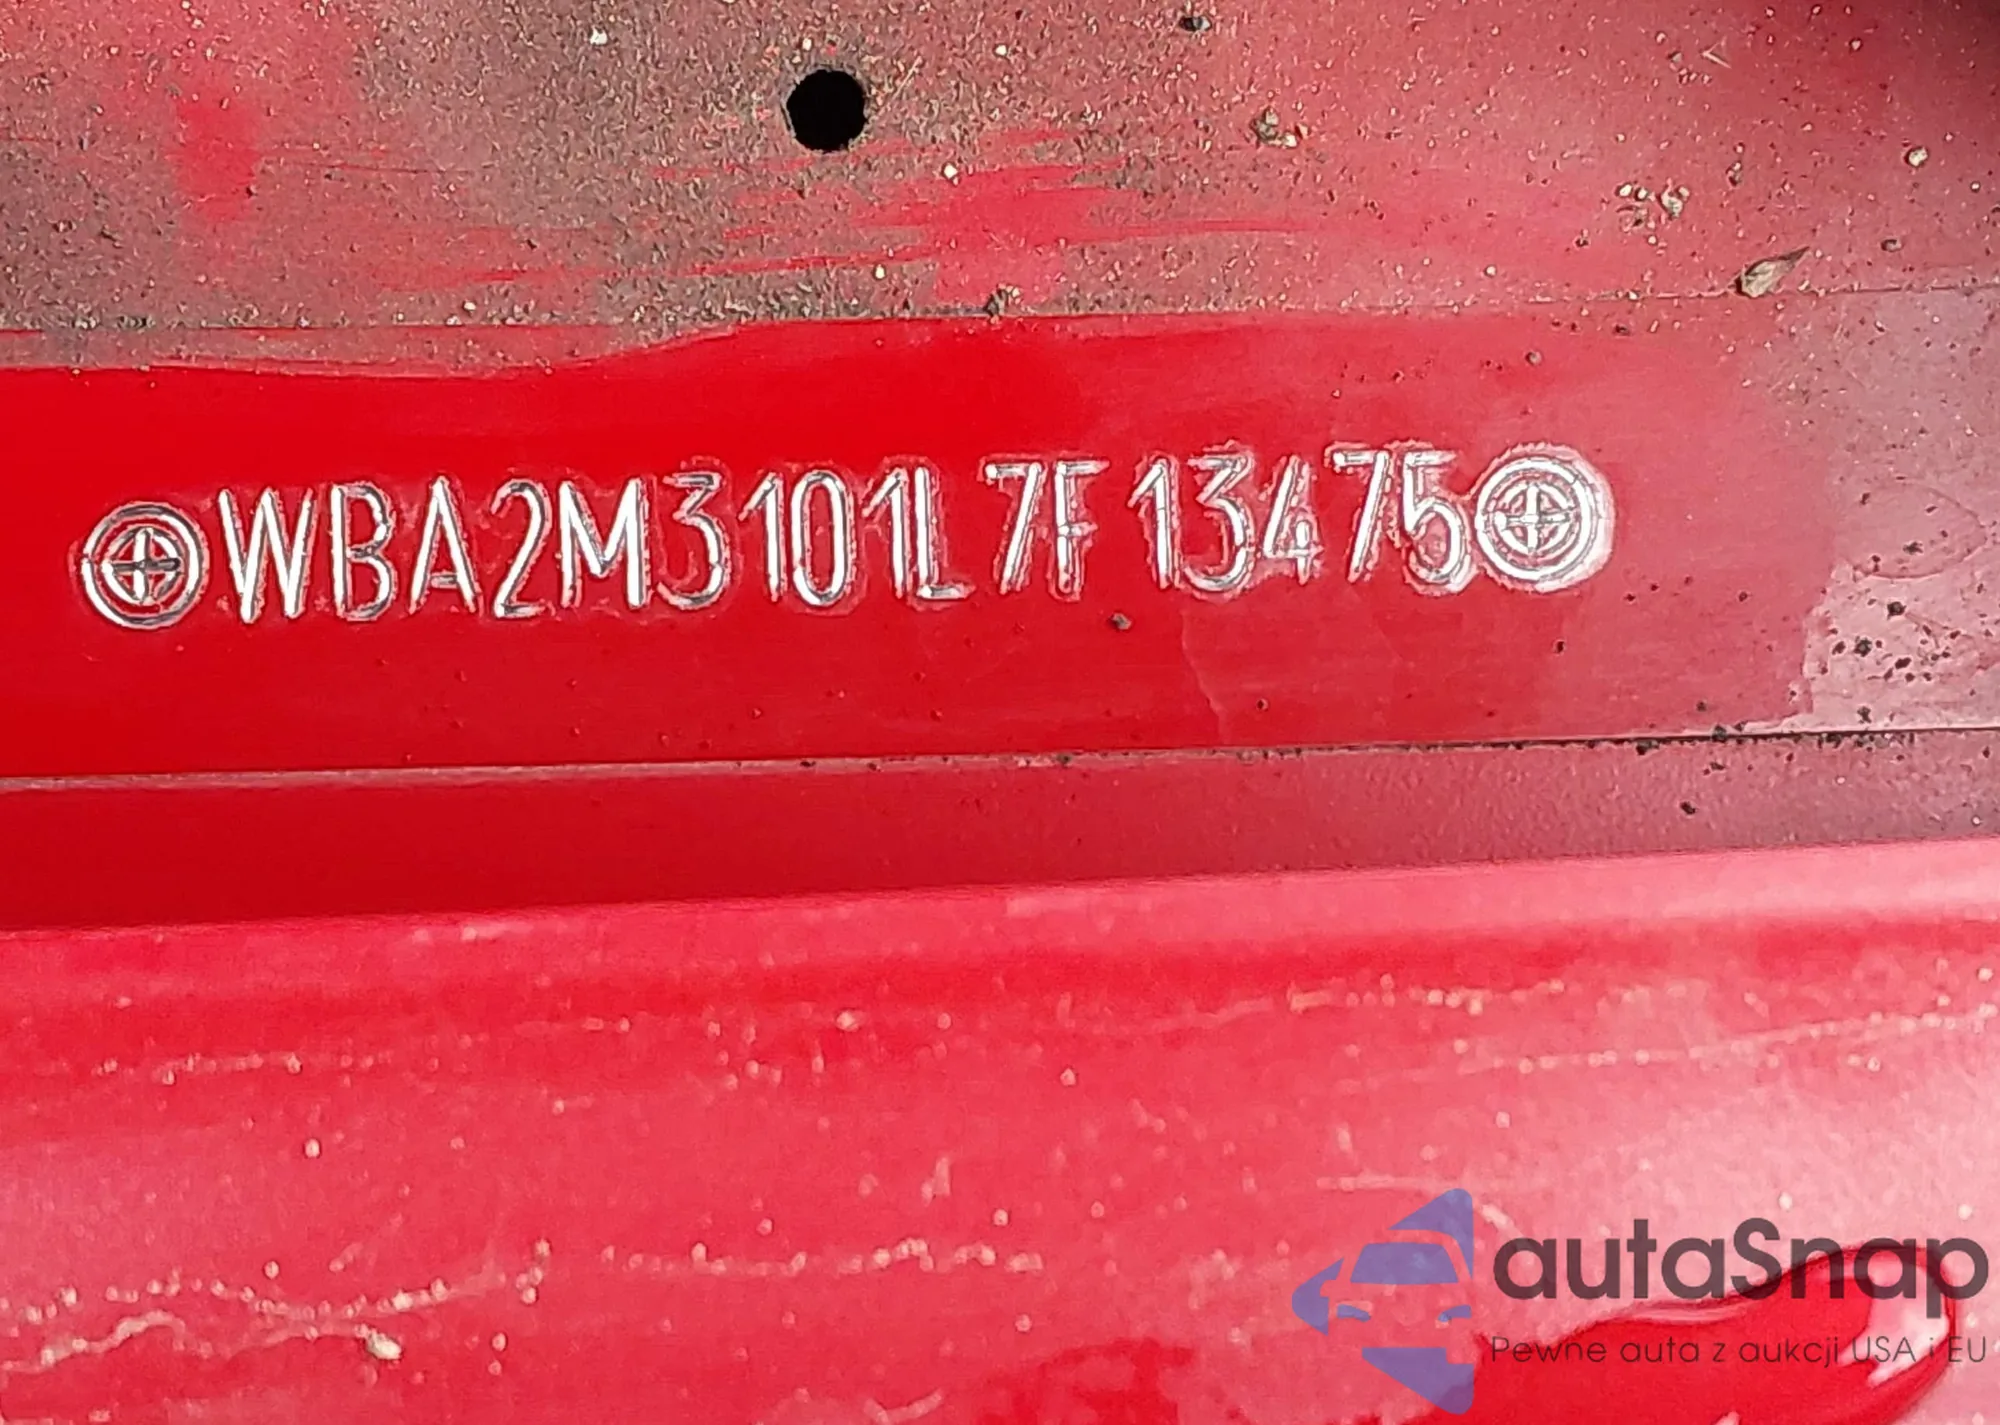 WBA2M3101L7F13475
autaSnap
Pewne auta z aukcji USA i EU